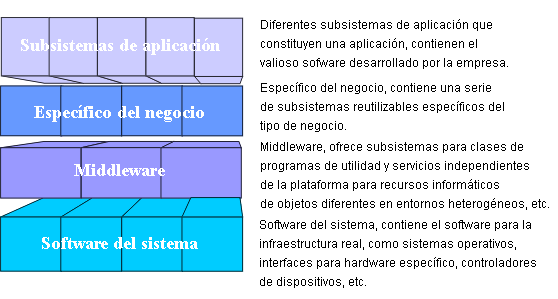 Subsistemas de aplicación
Diferentes subsistemas de aplicación que
constituyen una aplicación, contienen el
valioso sofware desarrollado por la empresa.
Específico del negocio
Específico del negocio, contiene una serie
de subsistemas reutilizables específicos del
tipo de negocio.
Middleware
Middleware, ofrece subsistemas para clases de
programas de utilidad y servicios independientes
de la plataforma para recursos informáticos
de objetos diferentes en entornos heterogéneos, etc.
Software del sistema
Software del sistema, contiene el software para la
infraestructura real, como sistemas operativos,
interfaces para hardware específico, controladores
de dispositivos, etc.